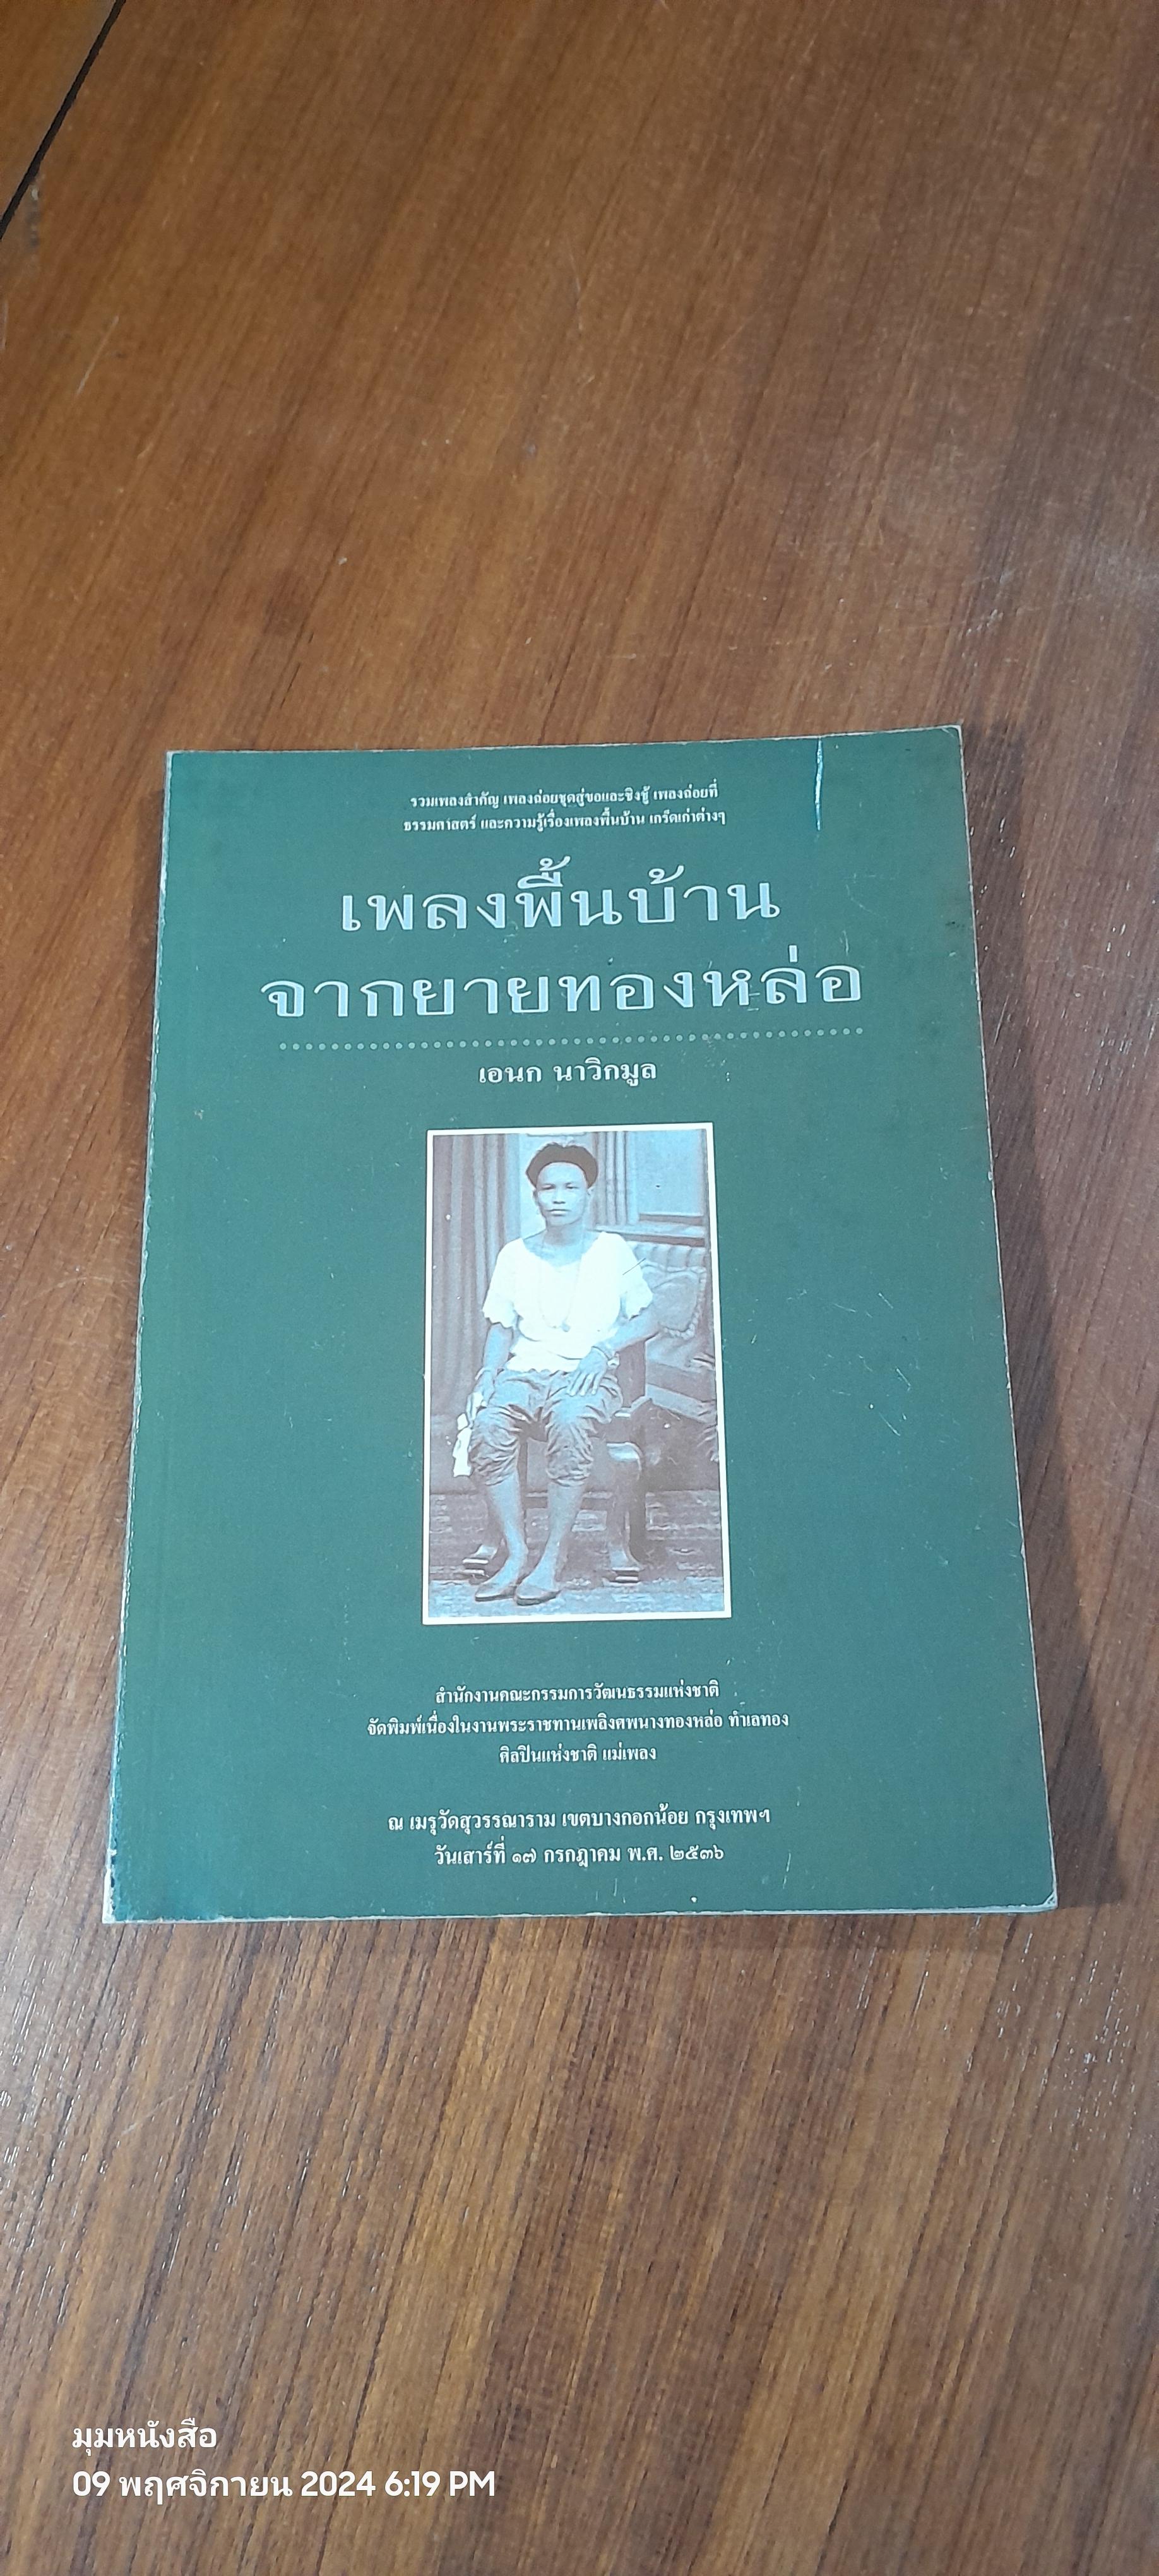 รวมเพลงสำคัญ เพลงฉ่อยชุดสู่ขอและชิงชู้ เพลงฉ่อยที่
ธรรมศาสตร์ และความรู้เรื่องเพลงพื้นบ้าน เกร็ดเก่าต่างๆ
เพลงพื้นบ้าน
จากยายทองหล่อ
เอนก นาวิกมูล
สำนักงานคณะกรรมการวัฒนธรรมแห่งชาติ
จัดพิมพ์เนื่องในงานพระราชทานเพลิงศพนางทองหล่อ ทำเลทอง
ศิลปินแห่งชาติ แม่เพลง
ณ เมรุวัดสุวรรณาราม เขตบางกอกน้อย กรุงเทพฯ
วันเสาร์ที่ ๑๗ กรกฎาคม พ.ศ. ๒๕๓๖
มุมหนังสือ
09 พฤศจิกายน 2024 6:19 PM